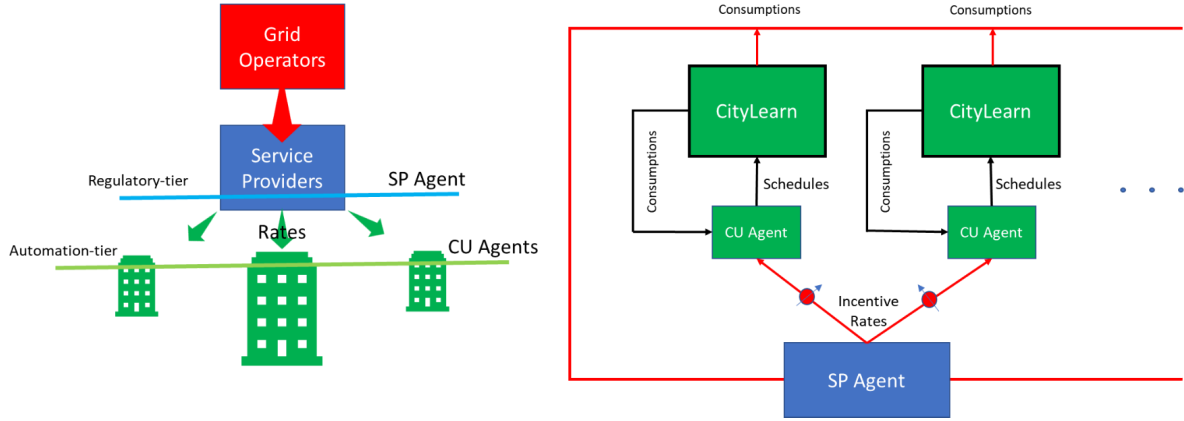 Grid
Operators
Service
Providers
Regulatory-tier
SP Agent
Rates
Automation-tier
CU Agents
Consumptions
Consumptions
CityLearn
CityLearn
Consumptions
Schedules
Consumptions
Schedules
CU Agent
CU Agent
Incentive
Rates
SP Agent